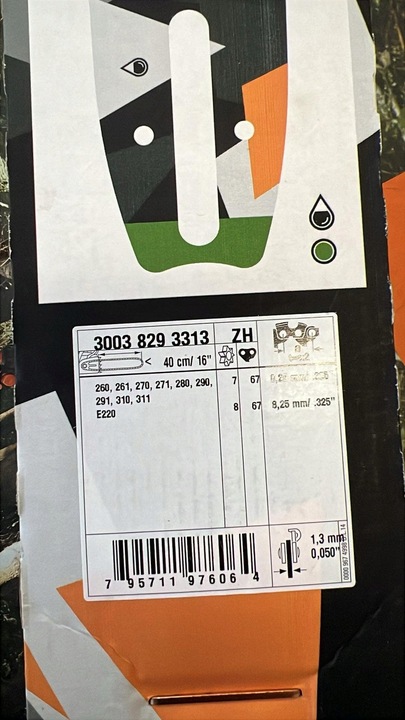 3003 829 3313 ZH
a
< 40 cm/ 16"
260, 261, 270, 271, 280, 290, 7 67
291, 310, 311
E220 8 67 8,25 mm/ .325"
1,3 mm
0,050"
7 95711 97606 4